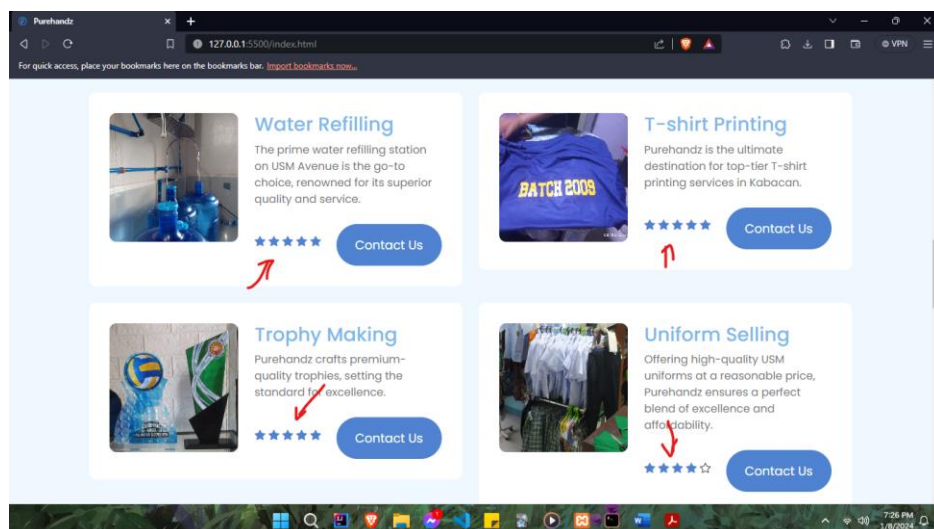 Purehandz
127.0.0.1:5500/index.html
VPN
For quick access, place your bookmarks here on the bookmarks bar. Import bookmarks now...
Water Refilling
The prime water refilling station
on USM Avenue is the go-to
choice, renowned for its superior
quality and service.
Contact Us
T-shirt Printing
Purehandz is the ultimate
destination for top-tier T-shirt
printing services in Kabacan.
BATCH 2009
Contact Us
Trophy Making
Purehandz crafts premium-
quality trophies, setting the
standard for excellence.
Contact Us
Uniform Selling
Offering high-quality USM
uniforms at a reasonable price,
Purehandz ensures a perfect
blend of excellence and
affordability.
Contact Us
7:26 PM
1/8/2024